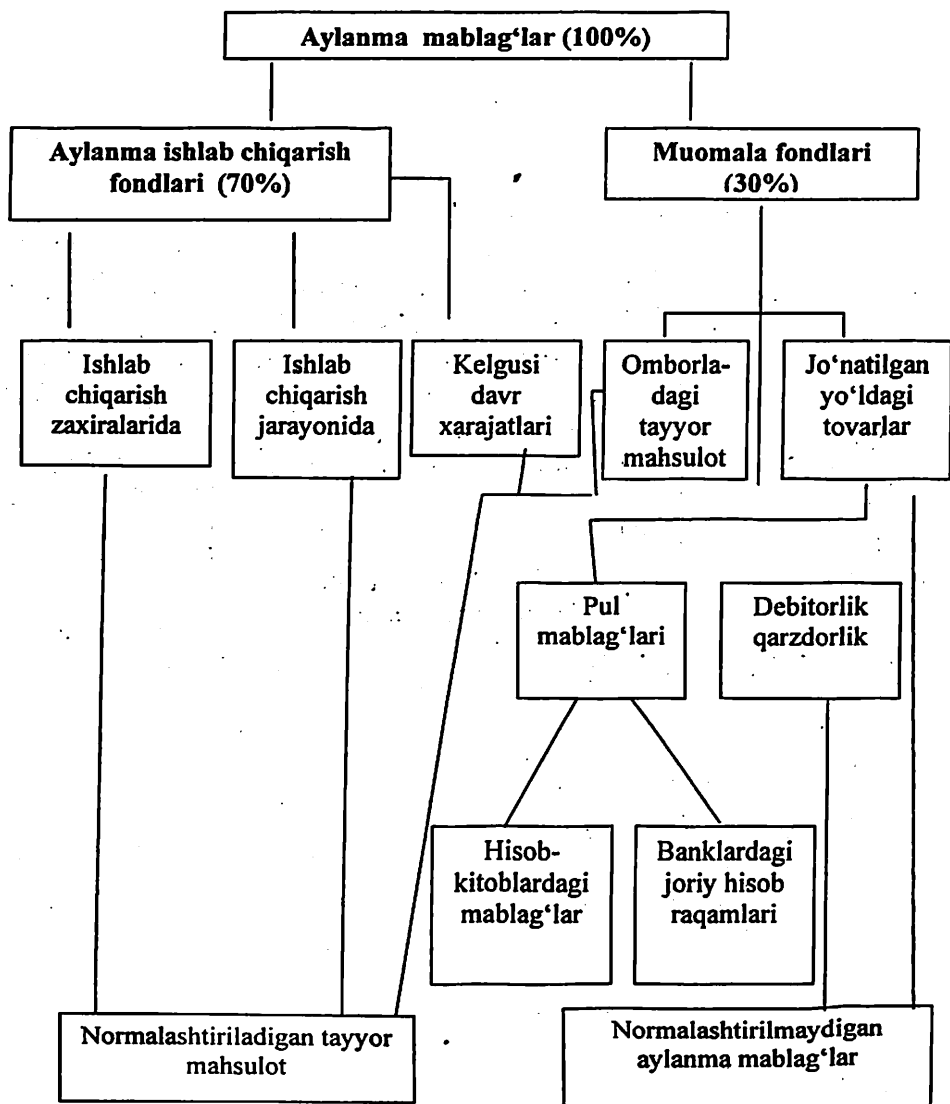 Aylanma mablag‘lar (100%)
Aylanma ishlab chiqarish
fondlari (70%)
Muomala fondlari
(30%)
Ishlab
chiqarish
zaxiralarida
Ishlab
chiqarish
jarayonida
Kelgusi
davr
xarajatlari
Omborla-
dagi
tayyor
mahsulot
Jo‘natilgan
yo‘ldagi
tovarlar
Pul
mablag‘lari
Debitorlik
qarzdorlik
Hisob-
kitoblardagi
mablag‘lar
Banklardagi
joriy hisob
raqamlari
Normalashtiriladigan tayyor
mahsulot
Normalashtirilmaydigan
aylanma mablag‘lar